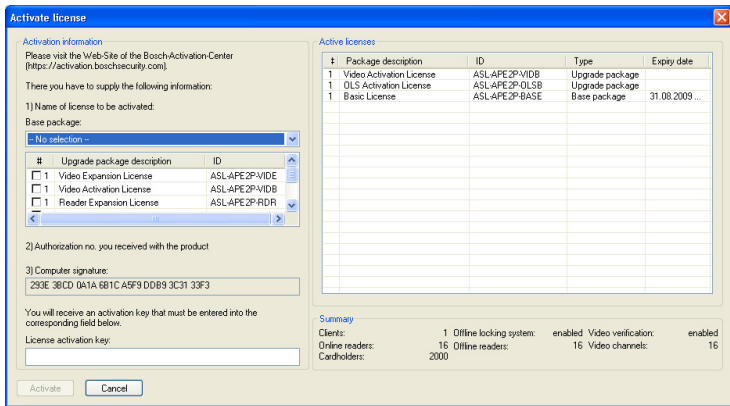 Activate license
Activation information
Please visit the Web-Site of the Bosch-Activation-Center
(https://activation.boschsecurity.com).
There you have to supply the following information:
1) Name of license to be activated:
Base package:
-- No selection --
# Upgrade package description ID
1 Video Expansion License ASL-APE2P-VIDE
1 Video Activation License ASL-APE2P-VIDB
1 Reader Expansion License ASL-APE2P-RDR
2) Authorization no. you received with the product
3) Computer signature:
293E 3BCD 0A1A 6B1C A5F9 DDB9 3C31 33F3
You will receive an activation key that must be entered into the
corresponding field below.
License activation key:
Activate Cancel
Active licenses
‡ Package description ID Type Expiry date
1 Video Activation License ASL-APE2P-VIDB Upgrade package
1 OLS Activation License ASL-APE2P-OLSB Upgrade package
1 Basic License ASL-APE2P-BASE Base package 31.08.2009 ...
Summary
Clients: 1 Offline locking system: enabled Video verification: enabled
Online readers: 16 Offline readers: 16 Video channels: 16
Cardholders: 2000